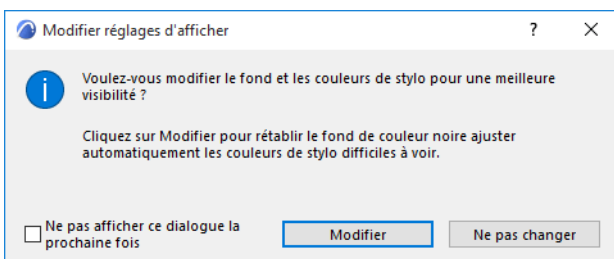 Modifier réglages d'afficher
?
Voulez-vous modifier le fond et les couleurs de stylo pour une meilleure
visibilité ?
Cliquez sur Modifier pour rétablir le fond de couleur noire ajuster
automatiquement les couleurs de stylo difficiles à voir.
Ne pas afficher ce dialogue la
prochaine fois
Modifier
Ne pas changer